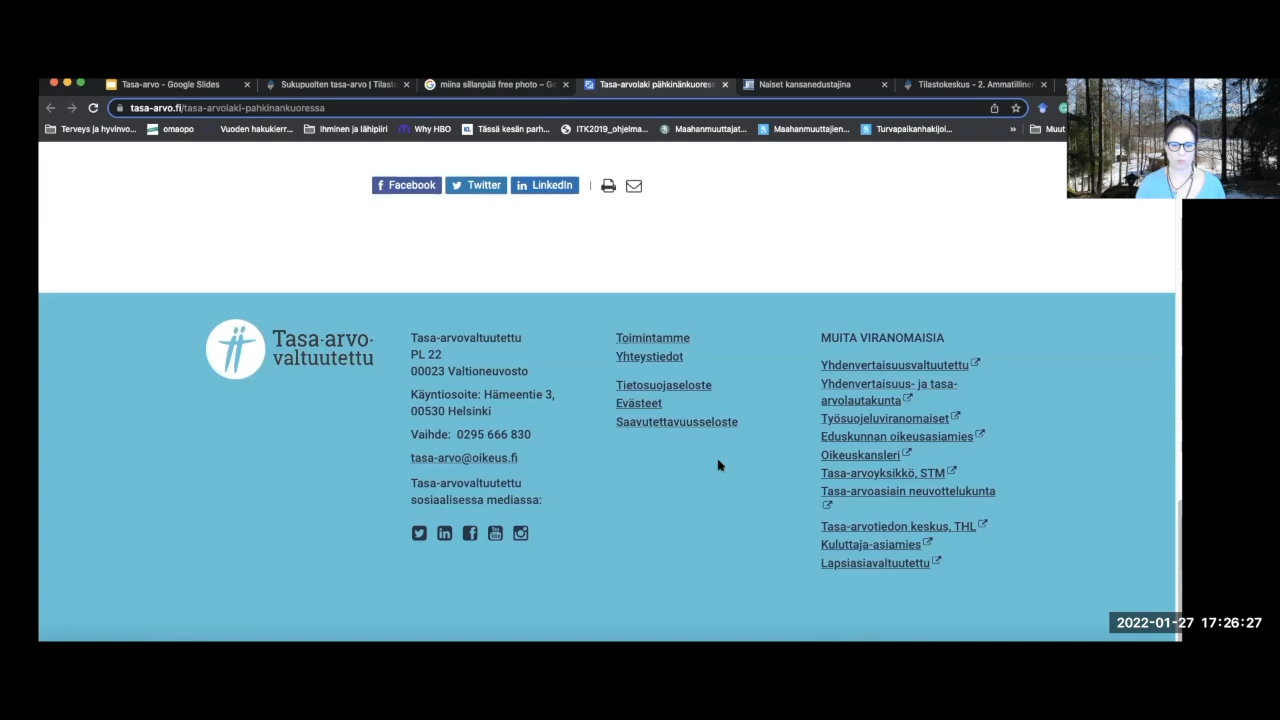 Tasa-arvo - Google Slides
Sukupuolten tasa-arvo | Tilast
miina sillanpää free photo – Go
Tasa-arvolaki pähkinänkuoress
Naiset kansanedustajina
Tilastokeskus - 2. Ammatilline
tasa-arvo.fi/tasa-arvolaki-pahkinankuoressa
Terveys ja hyvinvo...
omaopo
Vuoden hakukierr...
Ihminen ja lähipiiri
Why HBO
Tässä kesän parh...
ITK2019_ohjelma...
Maahanmuuttajat...
Maahanmuuttajien...
Turvapaikanhakijoi...
»
Muut
Facebook
Twitter
LinkedIn
Tasa-arvo-
valtuutettu
Tasa-arvovaltuutettu
PL 22
00023 Valtioneuvosto
Käyntiosoite: Hämeentie 3,
00530 Helsinki
Vaihde: 0295 666 830
tasa-arvo@oikeus.fi
Tasa-arvovaltuutettu
sosiaalisessa mediassa:
Toimintamme
Yhteystiedot
Tietosuojaseloste
Evästeet
Saavutettavuusseloste
MUITA VIRANOMAISIA
Yhdenvertaisuusvaltuutettu
Yhdenvertaisuus- ja tasa-
arvolautakunta
Työsuojeluviranomaiset
Eduskunnan oikeusasiamies
Oikeuskansleri
Tasa-arvoyksikkö, STM
Tasa-arvoasiain neuvottelukunta
Tasa-arvotiedon keskus, THL
Kuluttaja-asiamies
Lapsiasiavaltuutettu
2022-01-27 17:26:27